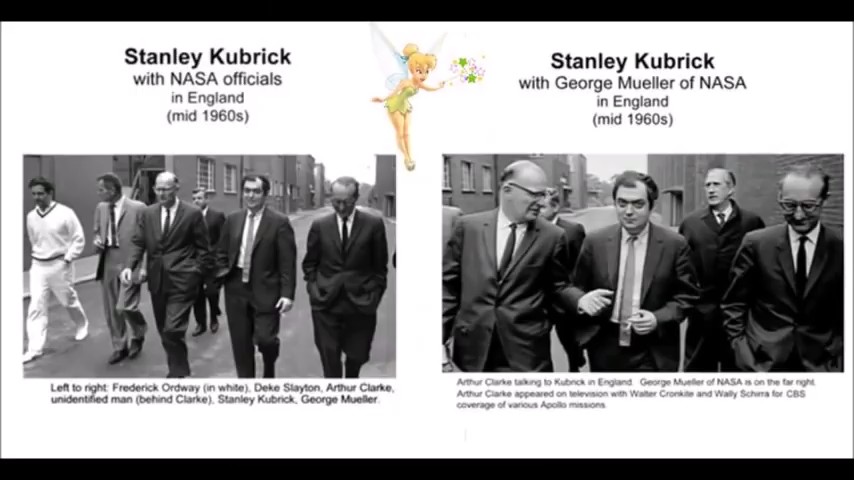 Stanley Kubrick
with NASA officials
in England
(mid 1960s)
Left to right: Frederick Ordway (in white), Deke Slayton, Arthur Clarke,
unidentified man (behind Clarke), Stanley Kubrick, George Mueller.
Stanley Kubrick
with George Mueller of NASA
in England
(mid 1960s)
Arthur Clarke talking to Kubrick in England. George Mueller of NASA is on the far right.
Arthur Clarke appeared on television with Walter Cronkite and Wally Schirra for CBS
coverage of various Apollo missions.